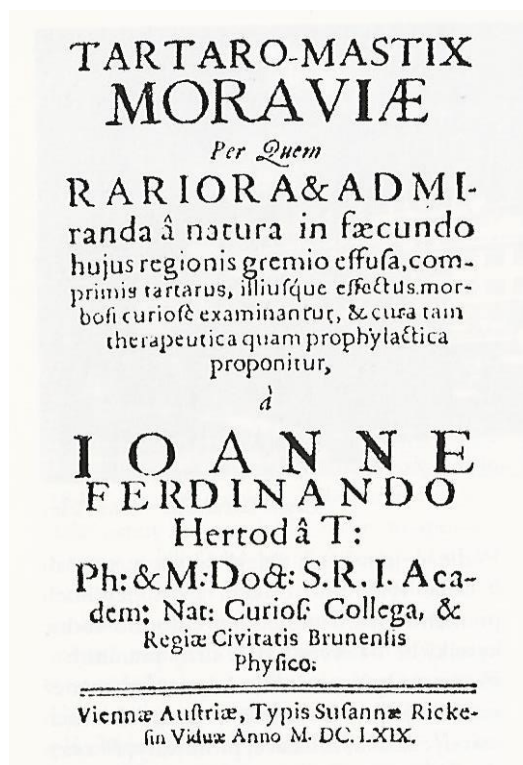 TARTARO-MASTIX
MORAVIÆ
Per Quem
RARIORA & ADMI-
randa â natura in fæcundo
hujus regionis gremio effuſa, com-
primis tartarus, illiuſq́ue effectus mor-
boſi curioſè examinantur, & cura tam
therapeutica quam prophylactica
proponitur,
à
IOANNE
FERDINANDO
Hertod â T:
Ph: & M: Doct: S. R. I. Aca-
dem: Nat: Curioſ: Collega, &
Regiæ Civitatis Brunenſis
Phyſico:
Viennæ Auſtriæ, Typis Suſannæ Ricke-
ſin Viduæ Anno M. DC. LXIX.